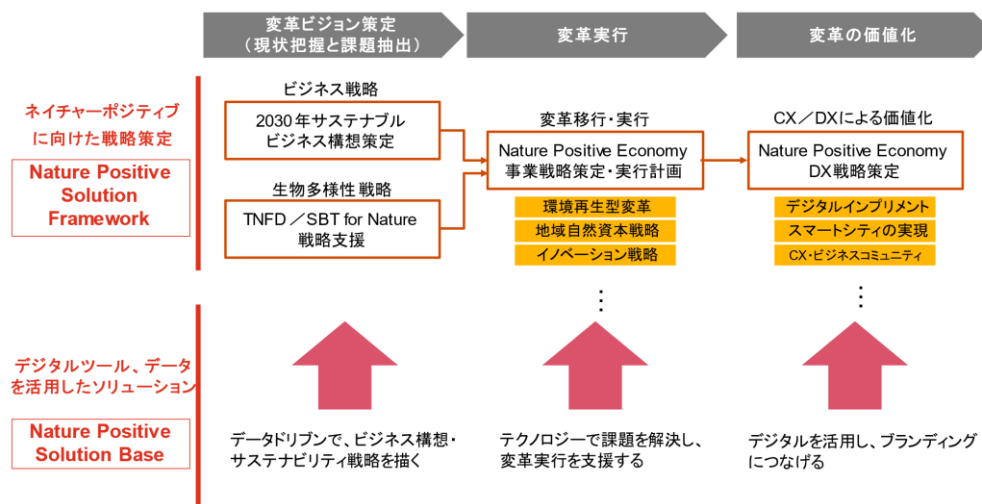 変革ビジョン策定
（現状把握と課題抽出）
変革実行
変革の価値化
ネイチャーポジティブ
に向けた戦略策定
Nature Positive
Solution
Framework
ビジネス戦略
2030年サステナブル
ビジネス構想策定
生物多様性戦略
TNFD／SBT for Nature
戦略支援
変革移行・実行
Nature Positive Economy
事業戦略策定・実行計画
環境再生型変革
地域自然資本戦略
イノベーション戦略
⋮
CX／DXによる価値化
Nature Positive Economy
DX戦略策定
デジタルインプリメント
スマートシティの実現
CX・ビジネスコミュニティ
⋮
デジタルツール、データ
を活用したソリューション
Nature Positive
Solution Base
データドリブンで、ビジネス構想・
サステナビリティ戦略を描く
テクノロジーで課題を解決し、
変革実行を支援する
デジタルを活用し、ブランディング
につなげる